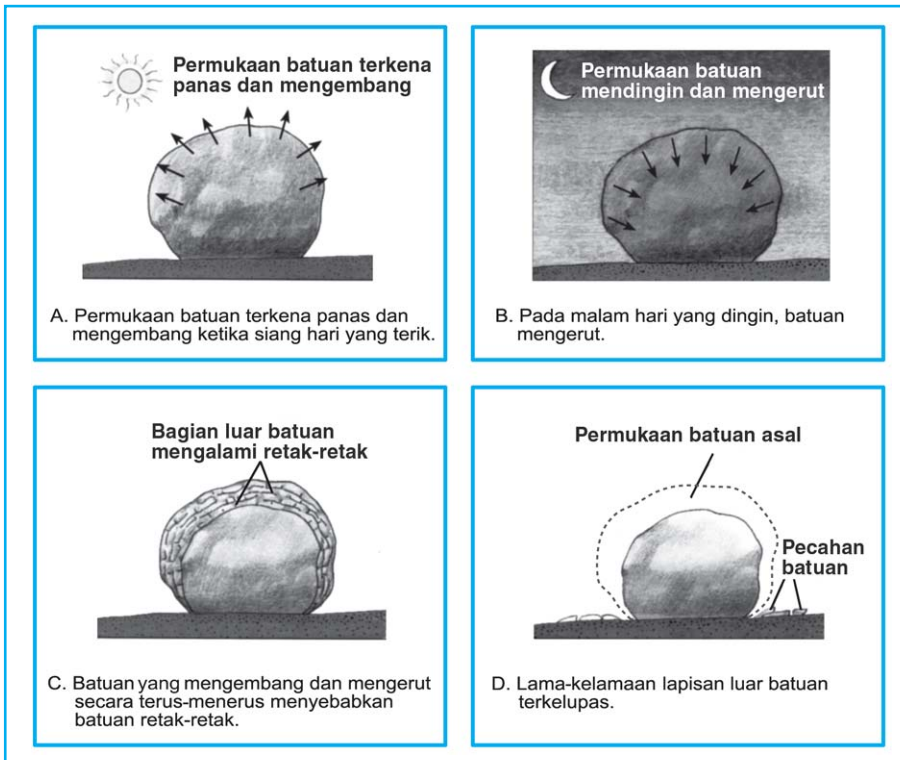 Permukaan batuan terkena
panas dan mengembang
A. Permukaan batuan terkena panas dan
mengembang ketika siang hari yang terik.
Permukaan batuan
mendingin dan mengerut
B. Pada malam hari yang dingin, batuan
mengerut.
Bagian luar batuan
mengalami retak-retak
C. Batuan yang mengembang dan mengerut
secara terus-menerus menyebabkan
batuan retak-retak.
Permukaan batuan asal
Pecahan
batuan
D. Lama-kelamaan lapisan luar batuan
terkelupas.